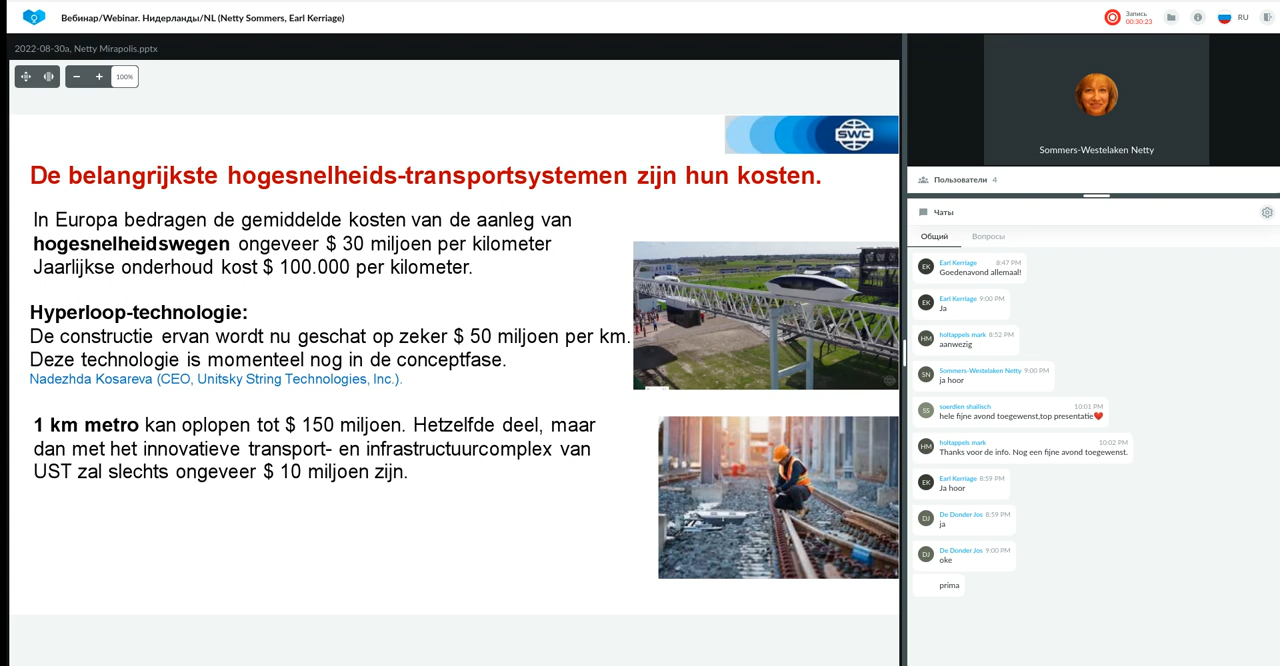 Вебинар/Webinar. Нидерланды/NL (Netty Sommers, Earl Kerriage)
Запись
00:30:23
RU
2022-08-30a, Netty Mirapolis.pptx
100%
SWC
De belangrijkste hogesnelheids-transportsystemen zijn hun kosten.
In Europa bedragen de gemiddelde kosten van de aanleg van
hogesnelheidswegen ongeveer $ 30 miljoen per kilometer
Jaarlijkse onderhoud kost $ 100.000 per kilometer.
Hyperloop-technologie:
De constructie ervan wordt nu geschat op zeker $ 50 miljoen per km.
Deze technologie is momenteel nog in de conceptfase.
Nadezhda Kosareva (CEO, Unitsky String Technologies, Inc.).
1 km metro kan oplopen tot $ 150 miljoen. Hetzelfde deel, maar
dan met het innovatieve transport- en infrastructuurcomplex van
UST zal slechts ongeveer $ 10 miljoen zijn.
Sommers-Westelaken Netty
Пользователи 4
Чаты
Общий Вопросы
EK Earl Kerriage 8:47 PM
Goedenavond allemaal!
EK Earl Kerriage 9:00 PM
Ja
HM holtappels mark 8:52 PM
aanwezig
SN Sommers-Westelaken Netty 9:00 PM
ja hoor
SS soerdien shailisch 10:01 PM
hele fijne avond toegewenst,top presentatie❤️
HM holtappels mark 10:02 PM
Thanks voor de info. Nog een fijne avond toegewenst.
EK Earl Kerriage 8:59 PM
Ja hoor
DJ De Donder Jos 8:59 PM
ja
DJ De Donder Jos 9:00 PM
oke
prima